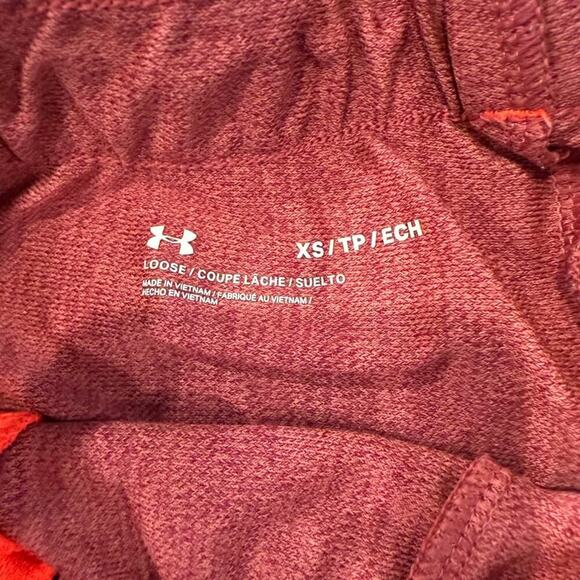 XS / TP / ECH
LOOSE / COUPE LÂCHE / SUELTO
MADE IN VIETNAM / FABRIQUÉ AU VIETNAM /
HECHO EN VIETNAM